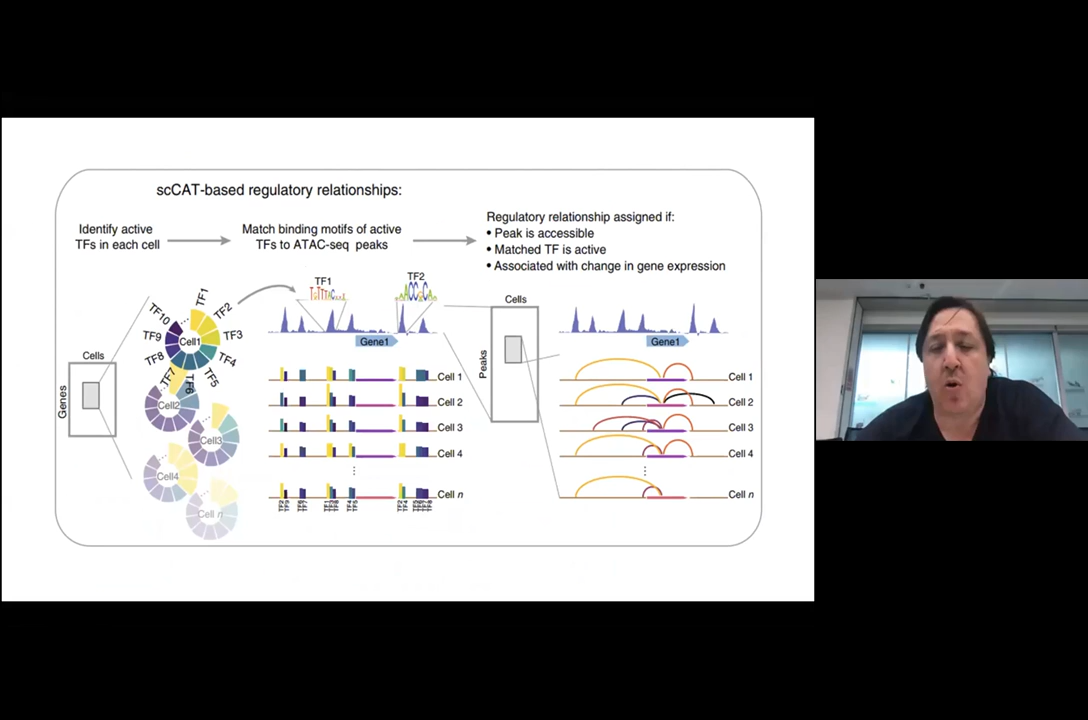 scCAT-based regulatory relationships:
Identify active
TFs in each cell
Match binding motifs of active
TFs to ATAC-seq peaks
Regulatory relationship assigned if:
• Peak is accessible
• Matched TF is active
• Associated with change in gene expression
Cells
Genes
TF1
TF2
TF3
TF4
TF5
TF6
TF7
TF8
TF9
TF10
Cell1
Cell2
Cell3
Cell4
Cell n
TF1
TF2
Gene1
Cell 1
Cell 2
Cell 3
Cell 4
Cell n
Cells
Peaks
Gene1
Cell 1
Cell 2
Cell 3
Cell 4
Cell n